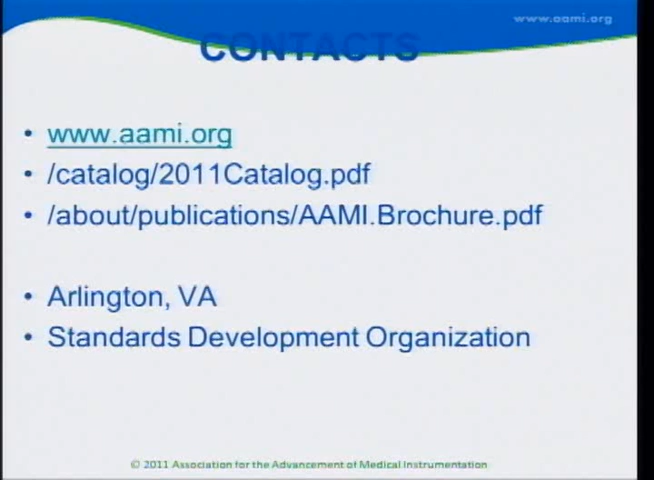 www.aami.org
CONTACTS
• www.aami.org
• /catalog/2011Catalog.pdf
• /about/publications/AAMI.Brochure.pdf
• Arlington, VA
• Standards Development Organization
© 2011 Association for the Advancement of Medical Instrumentation